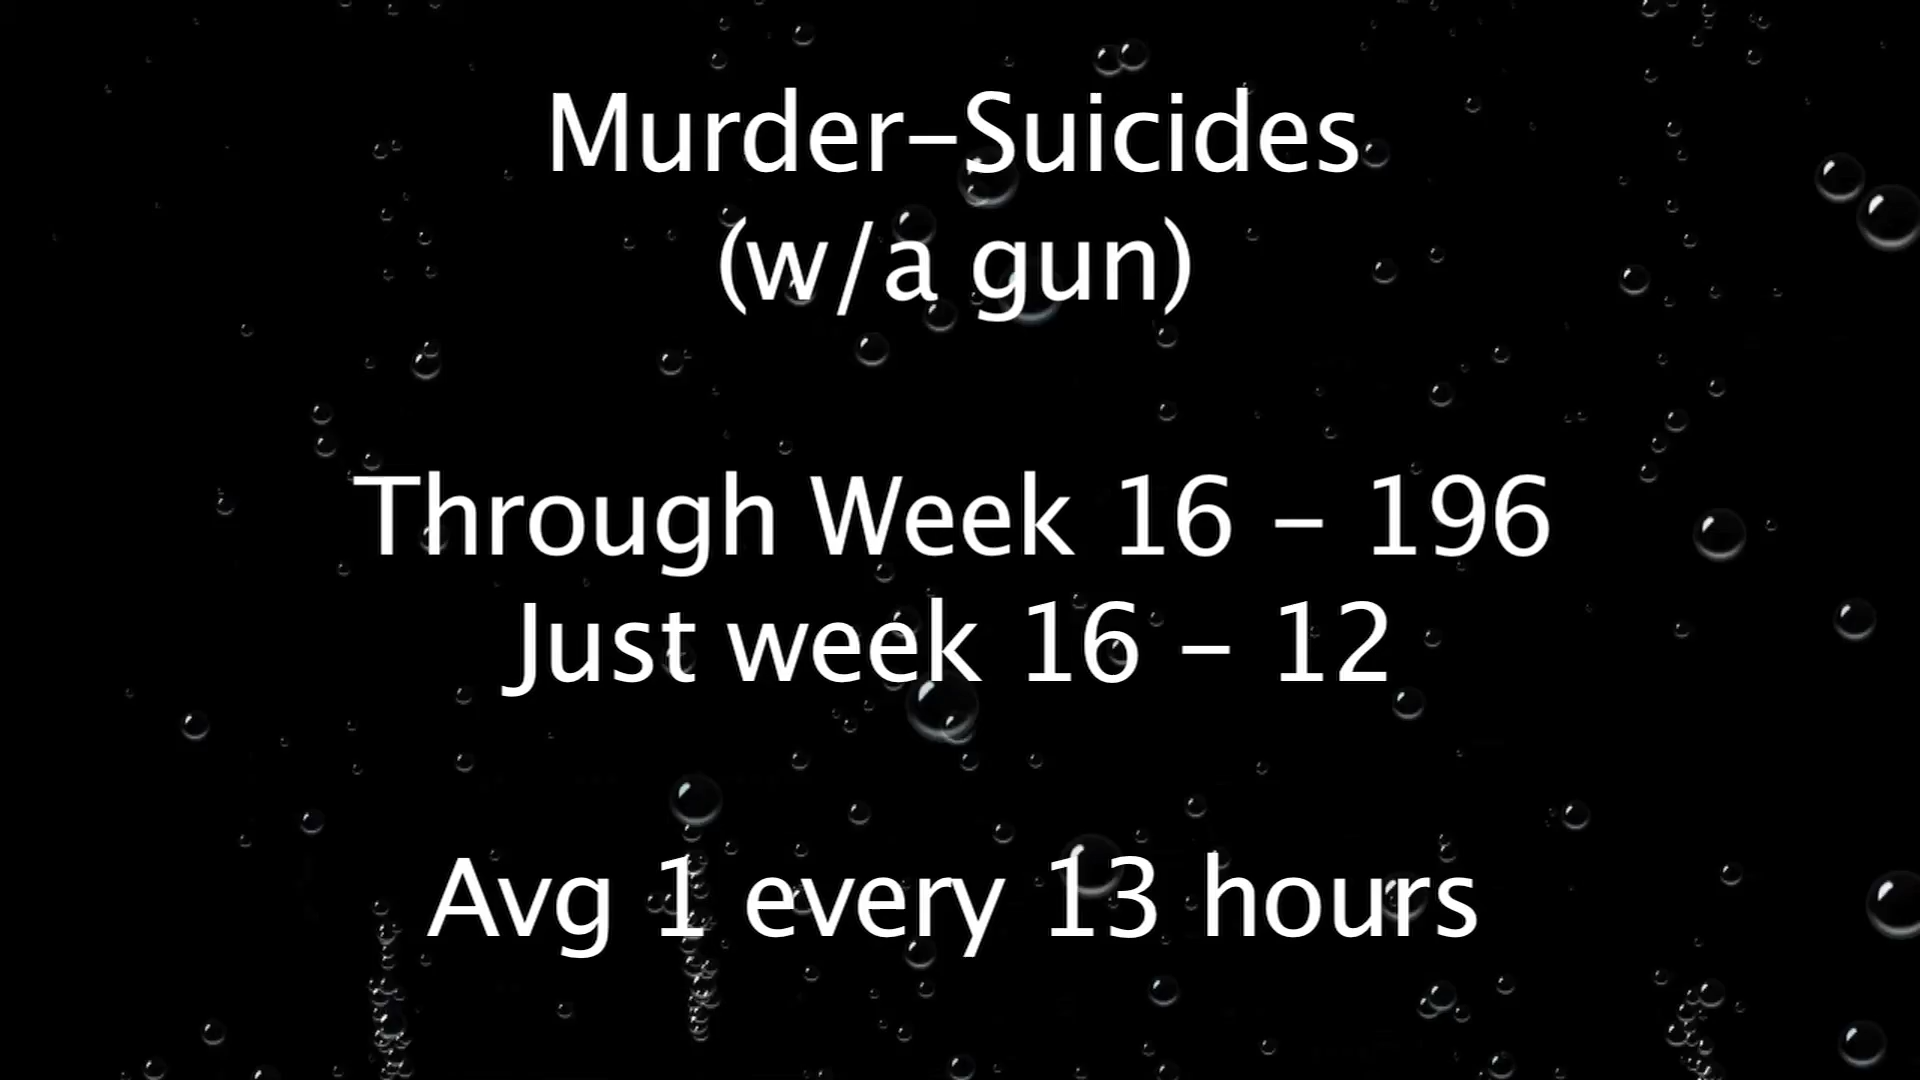 Murder-Suicides
(w/a gun)
Through Week 16 - 196
Just week 16 - 12
Avg 1 every 13 hours